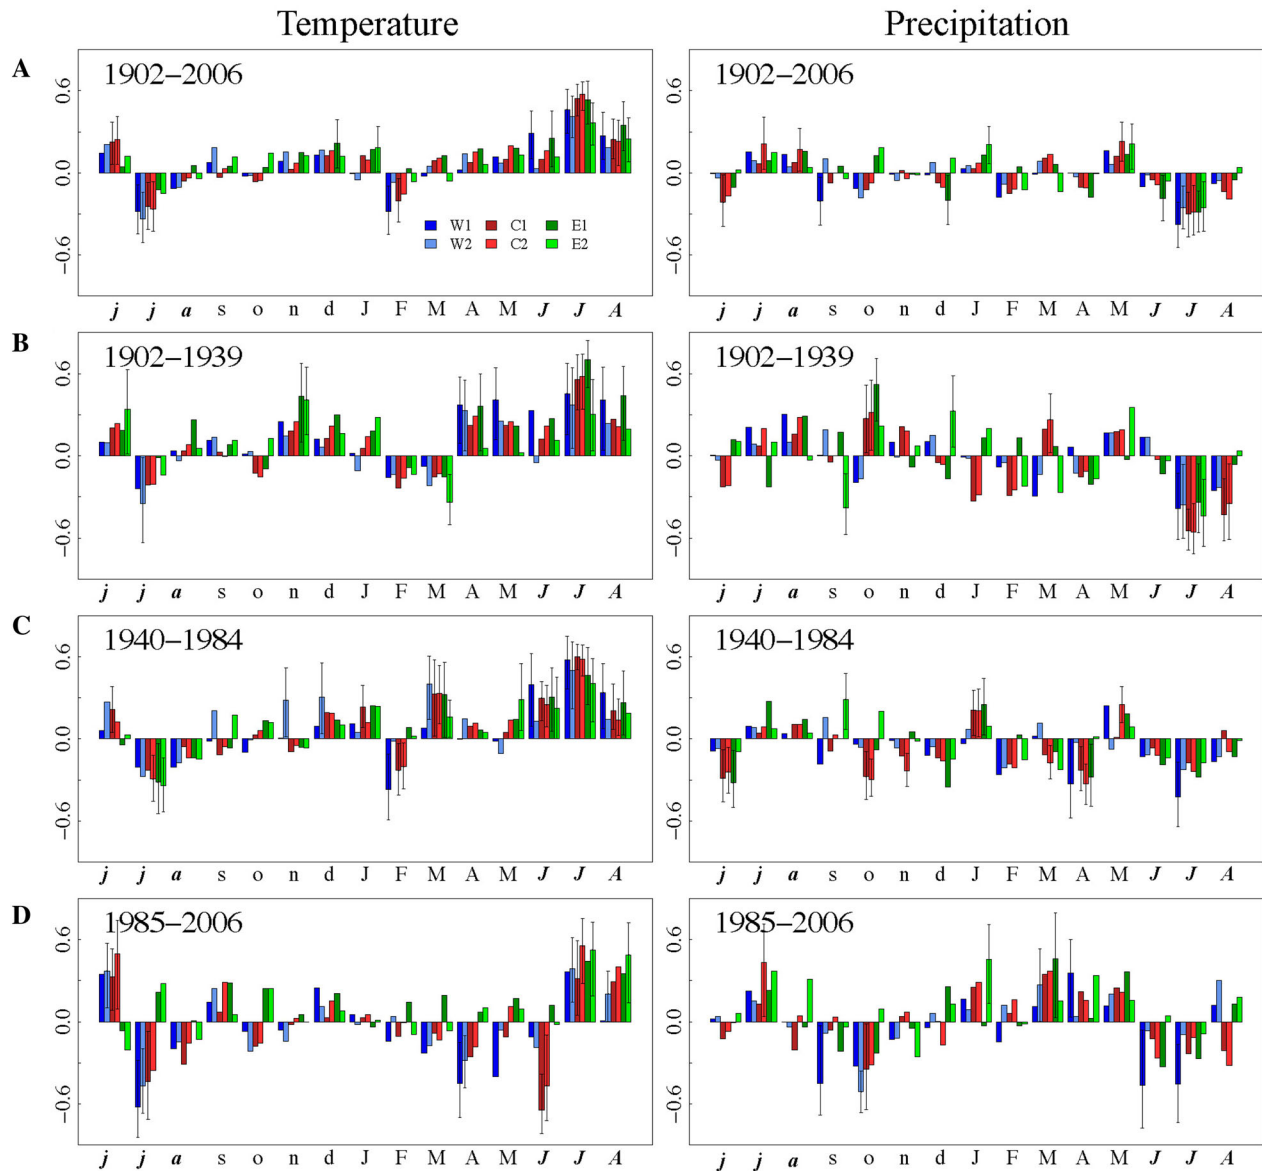 Temperature Precipitation
A 1902–2006 1902–2006
0.6 0.6
0.0 0.0
W1 C1 E1
W2 C2 E2
−0.6 −0.6
j j a s o n d J F M A M J J A j j a s o n d J F M A M J J A
B 1902–1939 1902–1939
0.6 0.6
0.0 0.0
−0.6 −0.6
j j a s o n d J F M A M J J A j j a s o n d J F M A M J J A
C 1940–1984 1940–1984
0.6 0.6
0.0 0.0
−0.6 −0.6
j j a s o n d J F M A M J J A j j a s o n d J F M A M J J A
D 1985–2006 1985–2006
0.6 0.6
0.0 0.0
−0.6 −0.6
j j a s o n d J F M A M J J A j j a s o n d J F M A M J J A